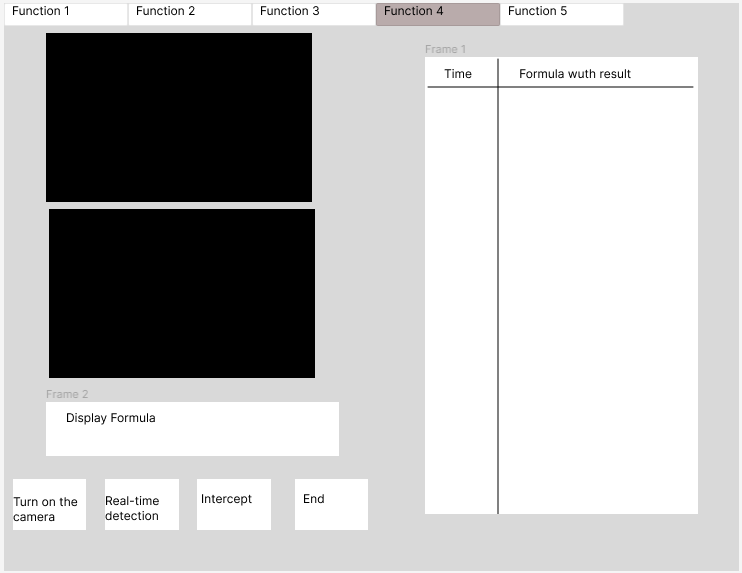 Function 1
Function 2
Function 3
Function 4
Function 5
Frame 1
Time
Formula wuth result
Frame 2
Display Formula
Turn on the
camera
Real-time
detection
Intercept
End